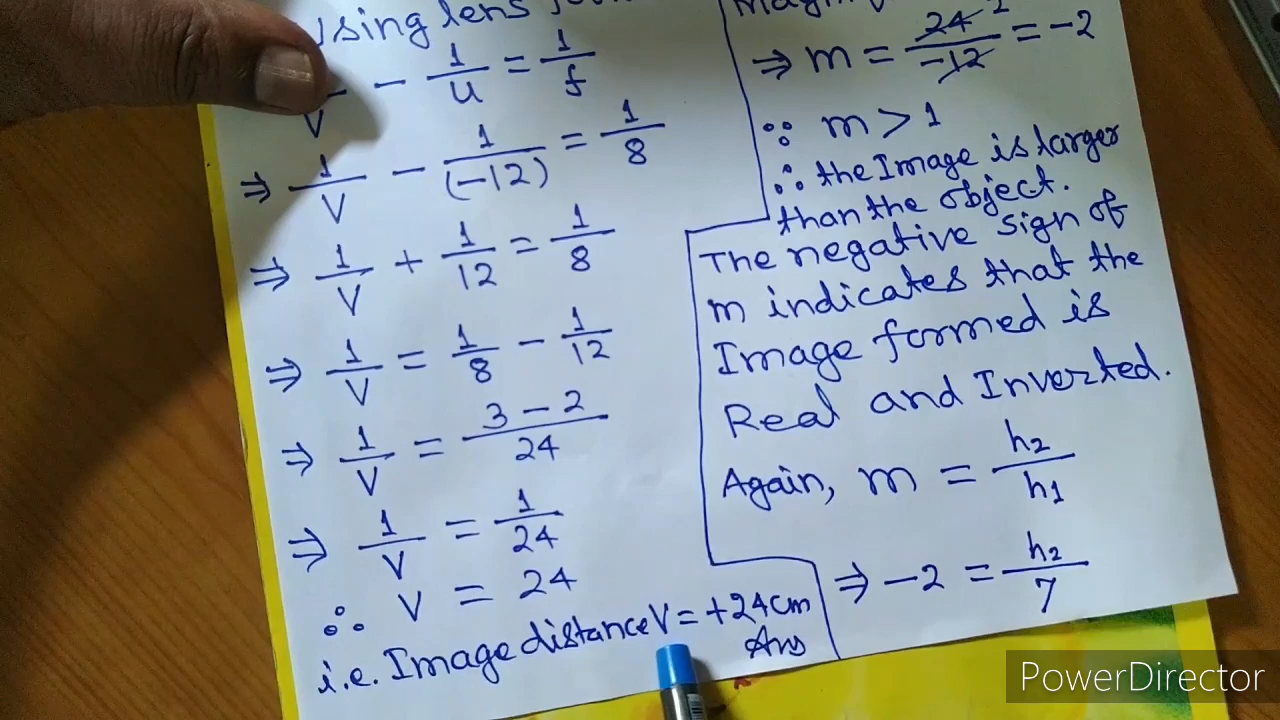 Using lens
1/V - 1/u = 1/f
⇒ 1/V - 1/(-12) = 1/8
⇒ 1/V + 1/12 = 1/8
⇒ 1/V = 1/8 - 1/12
⇒ 1/V = 3-2/24
⇒ 1/V = 1/24
∴ V = 24
i.e. Image distance V = +24cm
Ans
⇒ m = 24 2/-12 = -2
∵ m > 1
∴ the Image is larger
than the object.
The negative sign of
m indicates that the
Image formed is
Real and Inverted.
Again, m = h2/h1
⇒ -2 = h2/7
PowerDirector